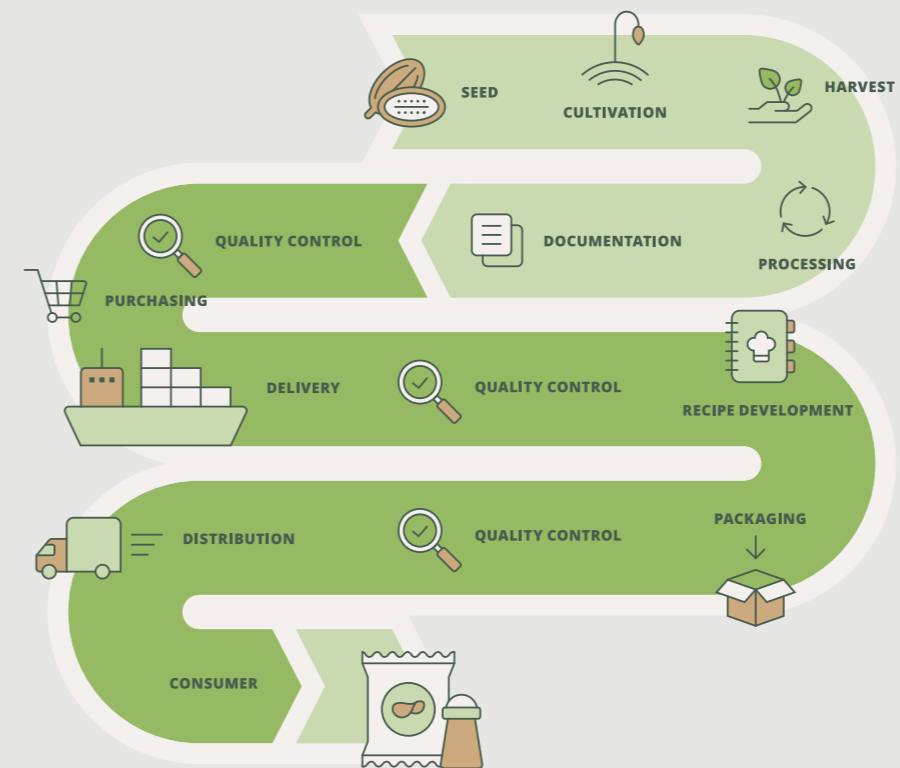 SEED
CULTIVATION
HARVEST
PROCESSING
DOCUMENTATION
QUALITY CONTROL
PURCHASING
DELIVERY
QUALITY CONTROL
RECIPE DEVELOPMENT
PACKAGING
QUALITY CONTROL
DISTRIBUTION
CONSUMER